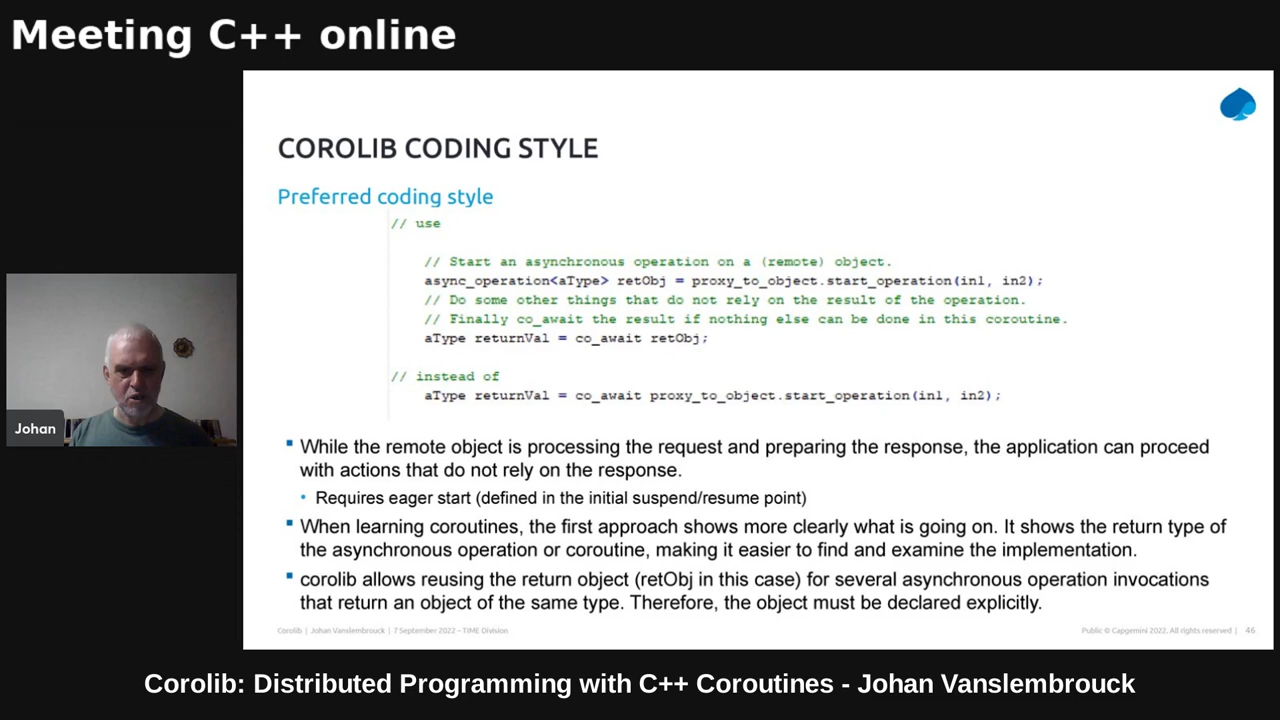 Meeting C++ online
COROLIB CODING STYLE
Preferred coding style
// use
// Start an asynchronous operation on a (remote) object.
async_operation<aType> retObj = proxy_to_object.start_operation(in1, in2);
// Do some other things that do not rely on the result of the operation.
// Finally co_await the result if nothing else can be done in this coroutine.
aType returnVal = co_await retObj;
// instead of
aType returnVal = co_await proxy_to_object.start_operation(in1, in2);
While the remote object is processing the request and preparing the response, the application can proceed
with actions that do not rely on the response.
Requires eager start (defined in the initial suspend/resume point)
When learning coroutines, the first approach shows more clearly what is going on. It shows the return type of
the asynchronous operation or coroutine, making it easier to find and examine the implementation.
corolib allows reusing the return object (retObj in this case) for several asynchronous operation invocations
that return an object of the same type. Therefore, the object must be declared explicitly.
Corolib | Johan Vanslembrouck | 7 September 2022 – TIME Division
Public © Capgemini 2022. All rights reserved | 46
Johan
Corolib: Distributed Programming with C++ Coroutines - Johan Vanslembrouck